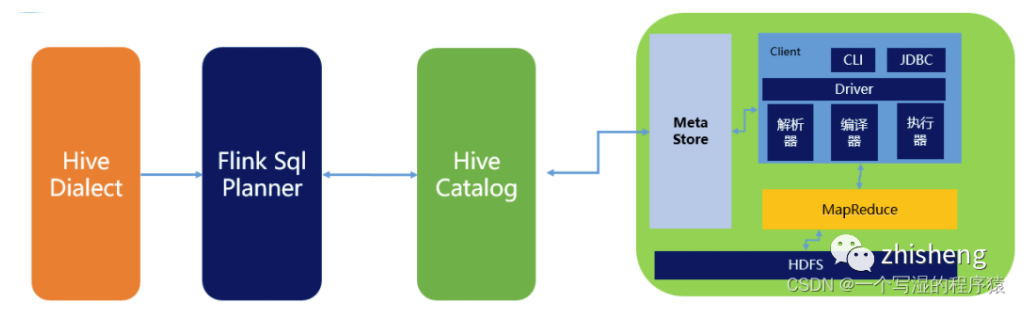 Hive
Dialect
Flink Sql
Planner
Hive
Catalog
Meta
Store
Client
CLI
JDBC
Driver
解析
器
编译
器
执行
器
MapReduce
HDFS
zhisheng
CSDN @一个写湿的程序猿